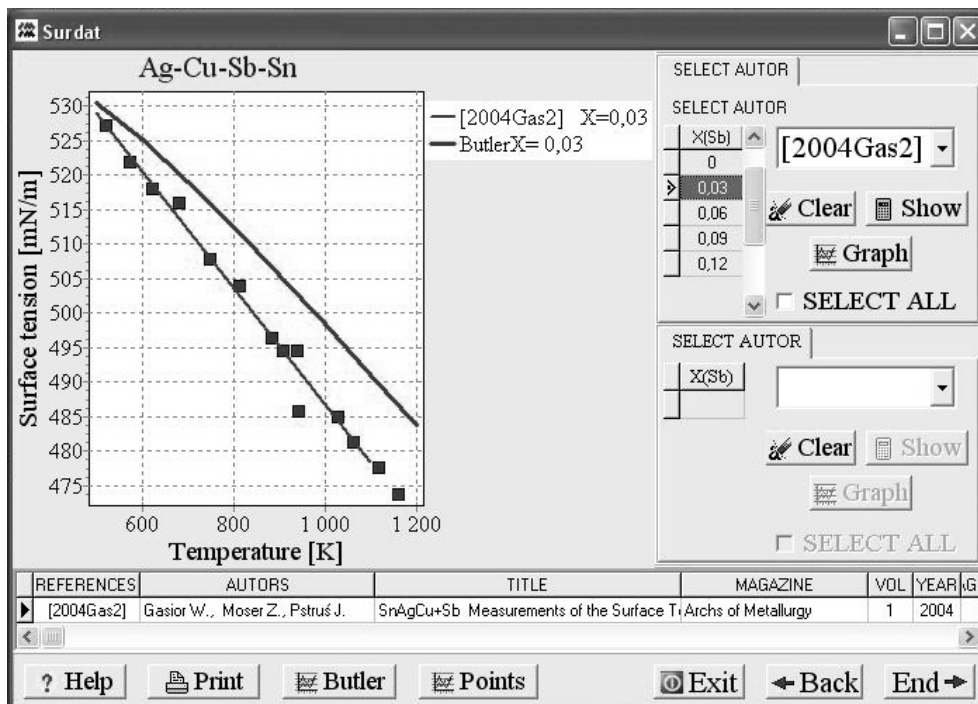 Surdat
Ag-Cu-Sb-Sn
530
525
520
515
510
505
500
495
490
485
480
475
Surface tension [mN/m]
600
800
1 000
1 200
Temperature [K]
[2004Gas2] X=0,03
ButlerX= 0,03
SELECT AUTOR
SELECT AUTOR
X(Sb)
0
0,03
0,06
0,09
0,12
[2004Gas2]
Clear
Show
Graph
SELECT ALL
SELECT AUTOR
X(Sb)
Clear
Show
Graph
SELECT ALL
REFERENCES AUTORS TITLE MAGAZINE VOL YEAR
[2004Gas2] Gasior W., Moser Z., Pstruś J. SnAgCu+Sb Measurements of the Surface Archs of Metallurgy 1 2004
? Help Print Butler Points Exit Back End